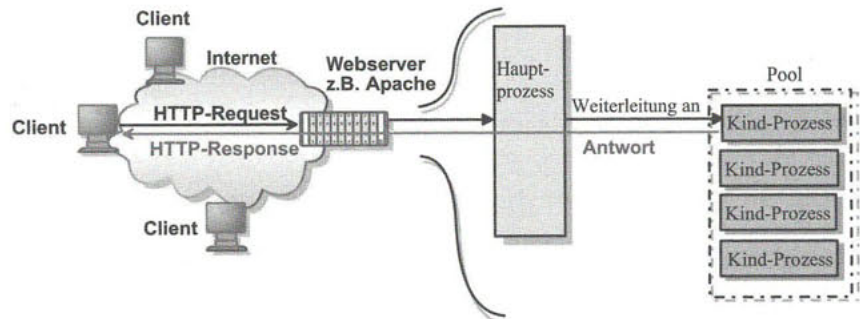 Client
Internet
Client
HTTP-Request
HTTP-Response
Client
Webserver
z.B. Apache
Haupt-
prozess
Weiterleitung an
Antwort
Pool
Kind-Prozess
Kind-Prozess
Kind-Prozess
Kind-Prozess